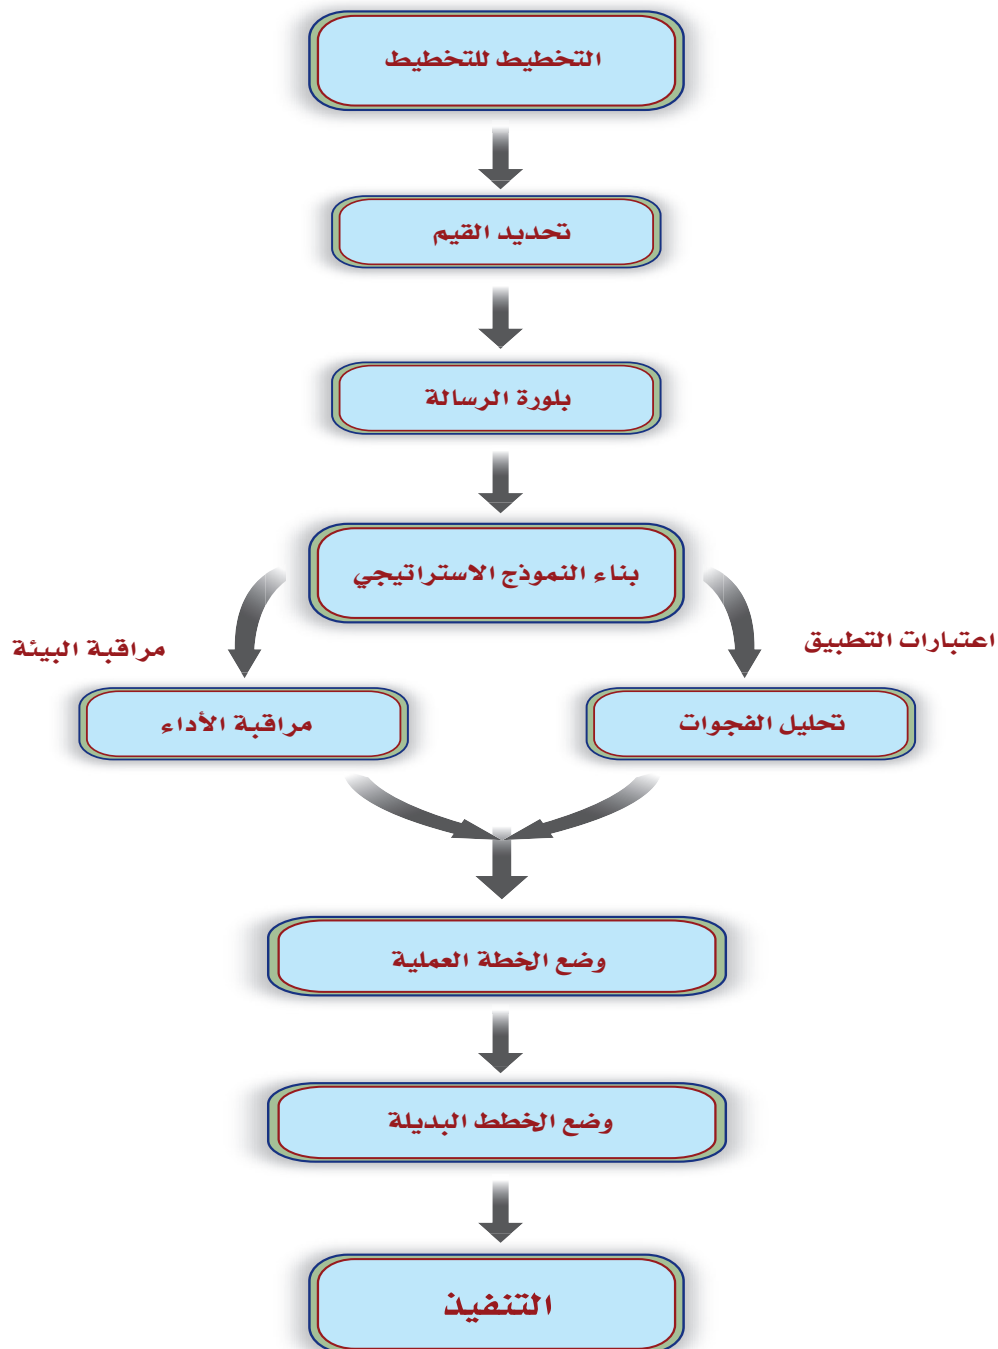 التخطيط للتخطيط
تحديد القيم
بلورة الرسالة
بناء النموذج الاستراتيجي
اعتبارات التطبيق
مراقبة البيئة
تحليل الفجوات
مراقبة الأداء
وضع الخطة العملية
وضع الخطط البديلة
التنفيذ